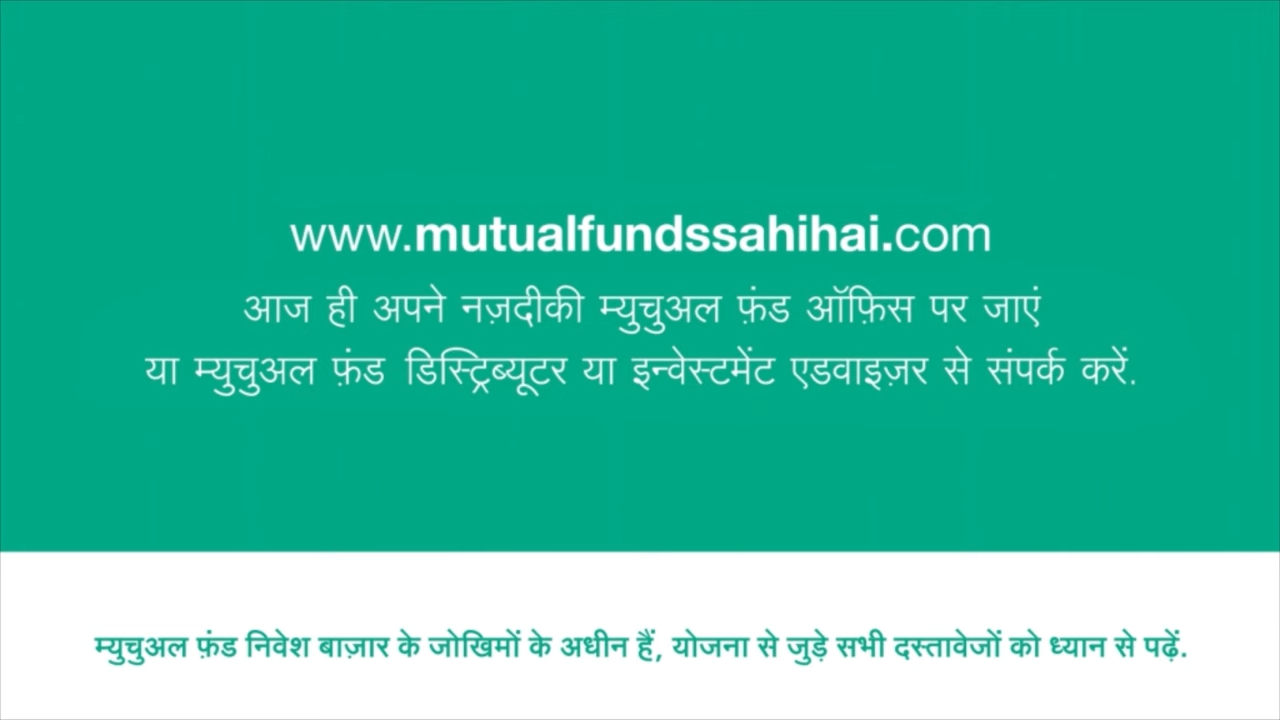 www.mutualfundssahihai.com
आज ही अपने नज़दीकी म्युचुअल फ़ंड ऑफ़िस पर जाएं
या म्युचुअल फ़ंड डिस्ट्रिब्यूटर या इन्वेस्टमेंट एडवाइज़र से संपर्क करें.
म्युचुअल फ़ंड निवेश बाज़ार के जोखिमों के अधीन हैं, योजना से जुड़े सभी दस्तावेजों को ध्यान से पढ़ें.